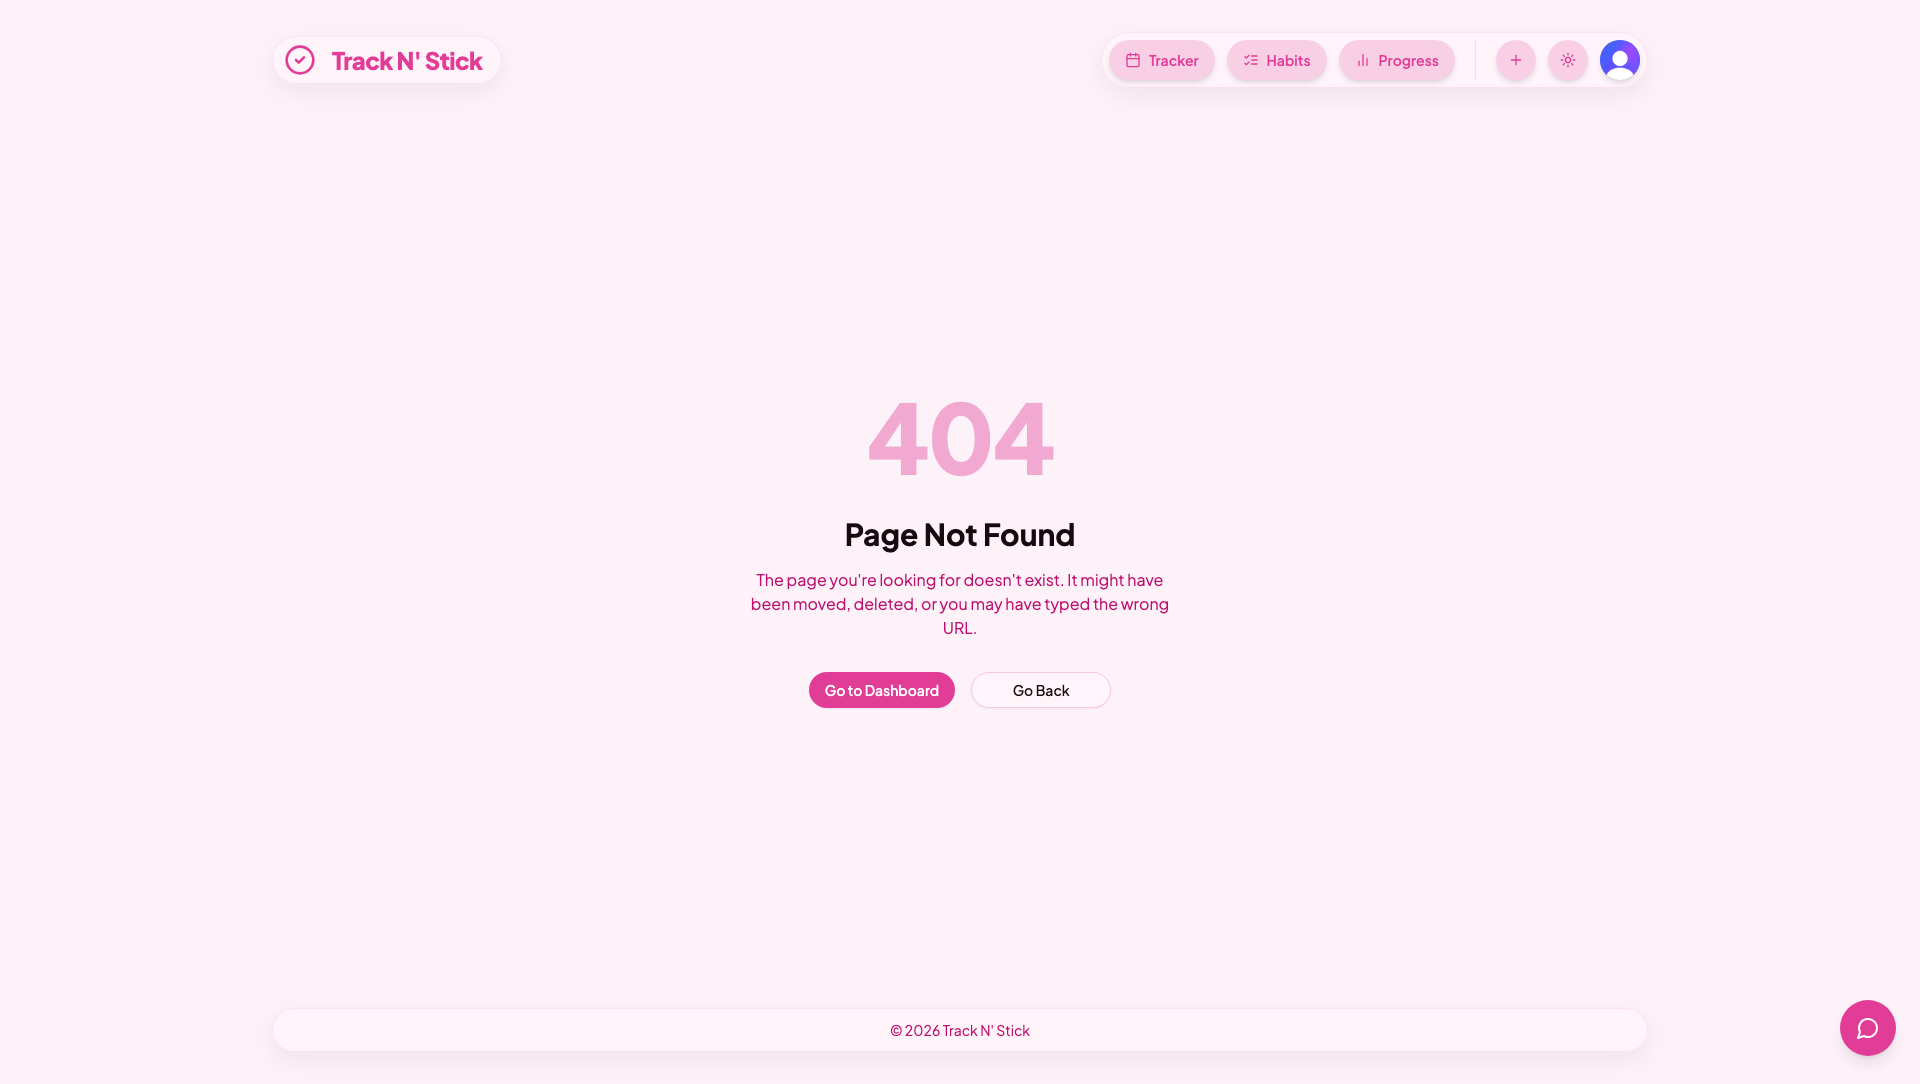 Track N' Stick
Tracker
Habits
Progress
404
Page Not Found
The page you're looking for doesn't exist. It might have
been moved, deleted, or you may have typed the wrong
URL.
Go to Dashboard
Go Back
© 2026 Track N' Stick